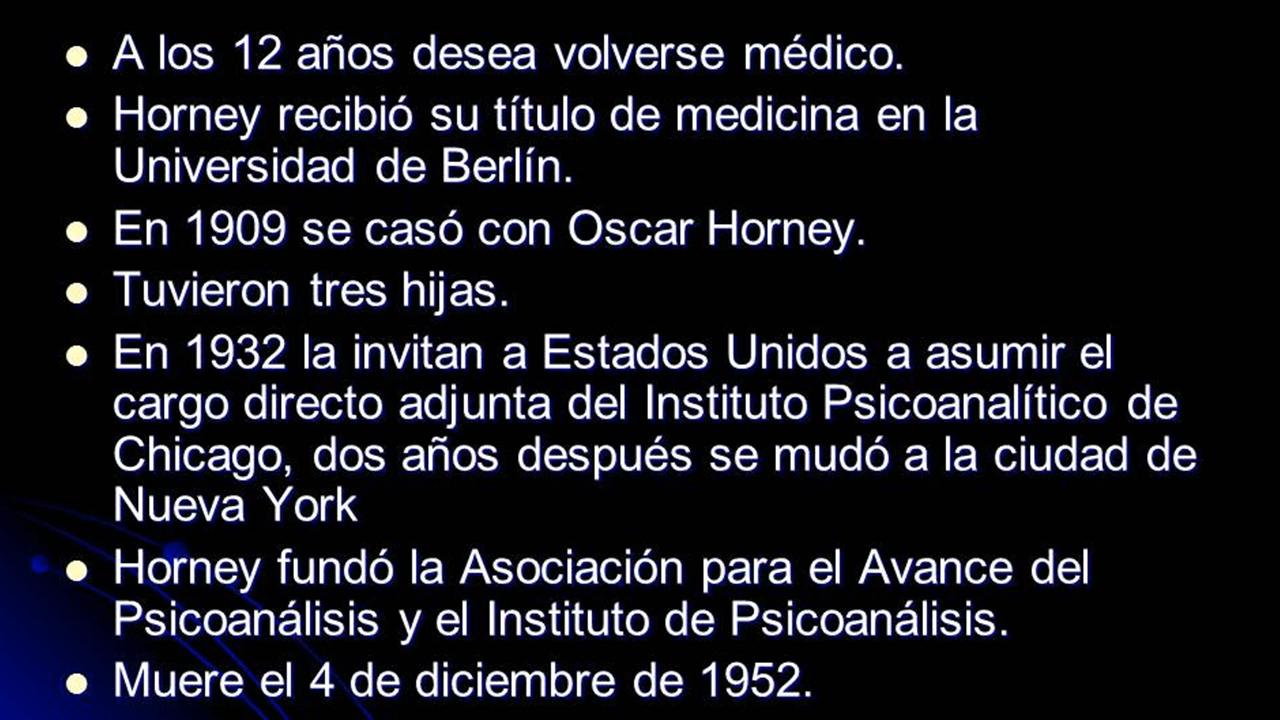 A los 12 años desea volverse médico.
Horney recibió su título de medicina en la
Universidad de Berlín.
En 1909 se casó con Oscar Horney.
Tuvieron tres hijas.
En 1932 la invitan a Estados Unidos a asumir el
cargo directo adjunta del Instituto Psicoanalítico de
Chicago, dos años después se mudó a la ciudad de
Nueva York
Horney fundó la Asociación para el Avance del
Psicoanálisis y el Instituto de Psicoanálisis.
Muere el 4 de diciembre de 1952.